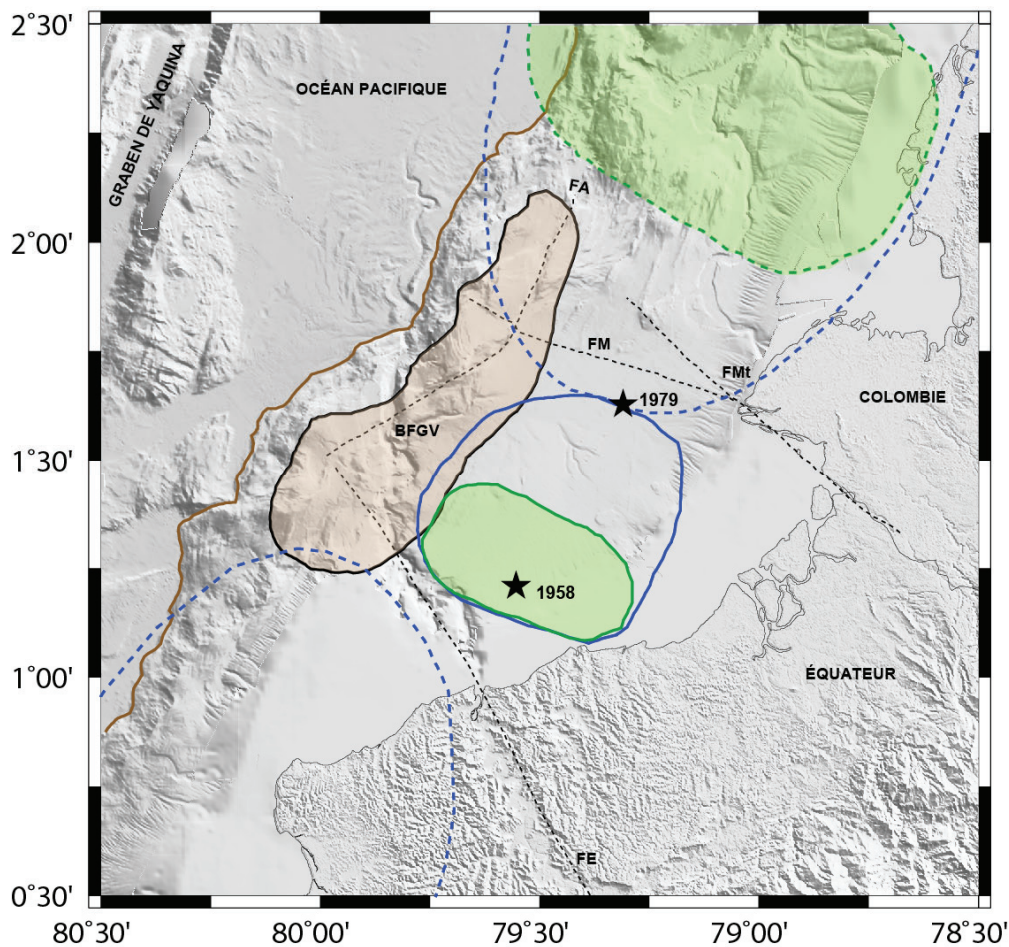 2°30'
GRABEN DE YAQUINA
OCÉAN PACIFIQUE
FA
2°00'
FM
FMt
1979
COLOMBIE
BFGV
1°30'
1958
1°00'
ÉQUATEUR
FE
0°30'
80°30'
80°00'
79°30'
79°00'
78°30'